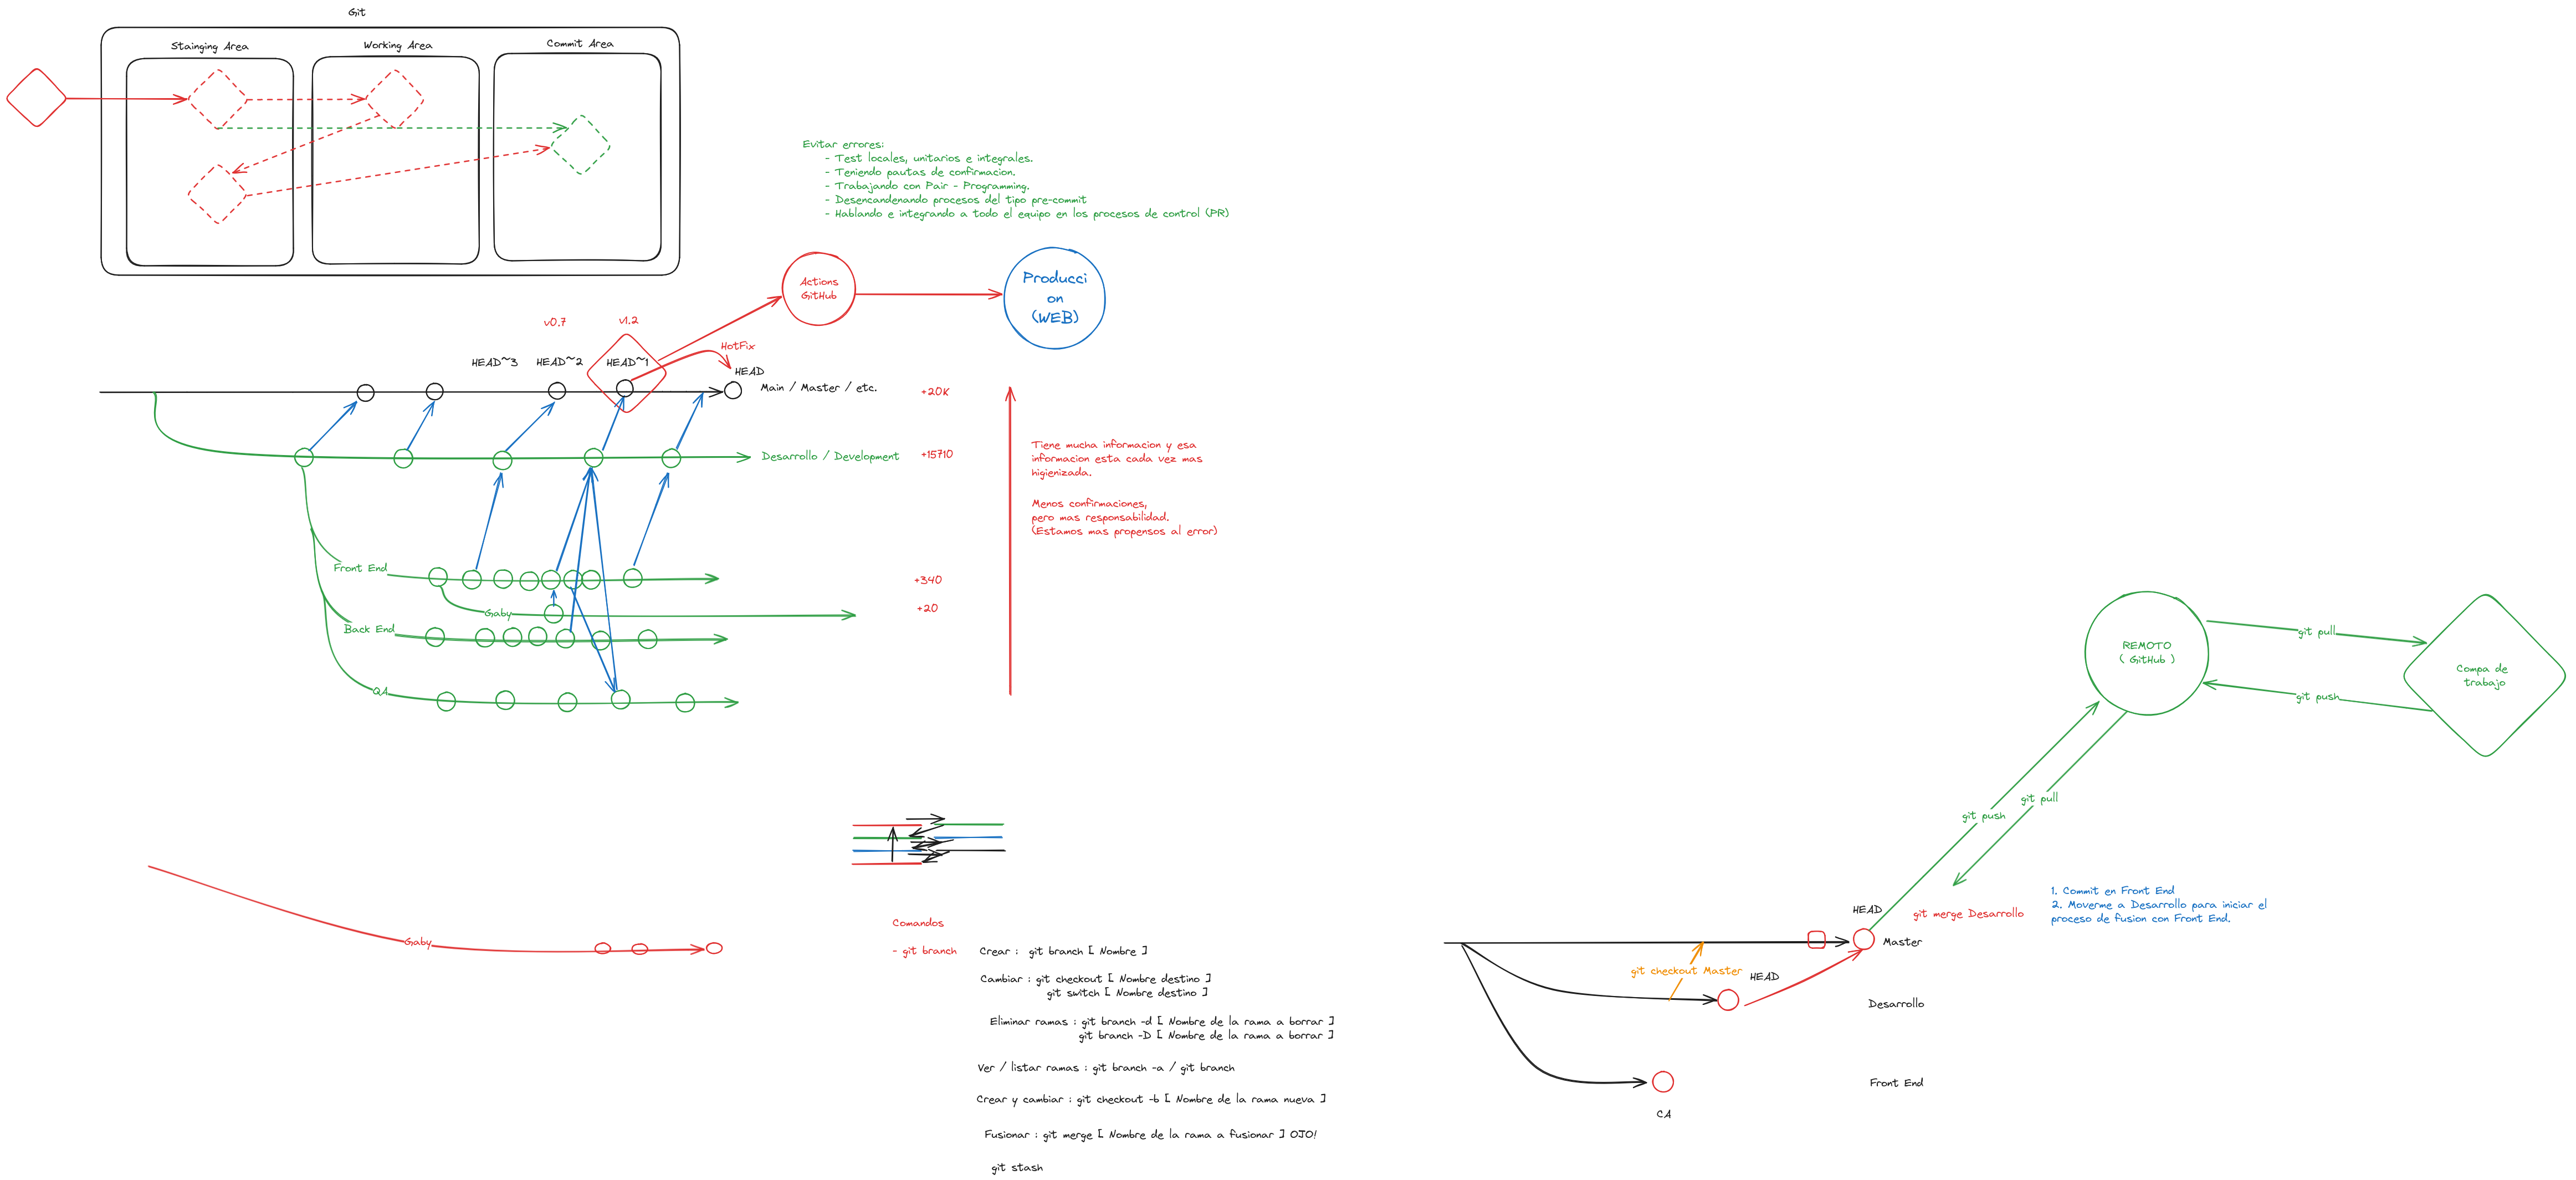 Git
Stainging Area
Working Area
Commit Area
Evitar errores:
- Test locales, unitarios e integrales.
- Teniendo pautas de confirmacion.
- Trabajando con Pair - Programming.
- Desencandenando procesos del tipo pre-commit
- Hablando e integrando a todo el equipo en los procesos de control (PR)
Actions
GitHub
Producci
on
(WEB)
v0.7
v1.2
HotFix
HEAD~3
HEAD~2
HEAD~1
HEAD
Main / Master / etc.
+20K
Desarrollo / Development
+15710
Tiene mucha informacion y esa
informacion esta cada vez mas
higienizada.
Menos confirmaciones,
pero mas responsabilidad.
(Estamos mas propensos al error)
Front End
+340
Gaby
+20
Back End
QA
REMOTO
( GitHub )
git pull
git push
Compa de
trabajo
git pull
git push
Gaby
Comandos
- git branch
Crear : git branch [ Nombre ]
Cambiar : git checkout [ Nombre destino ]
git switch [ Nombre destino ]
Eliminar ramas : git branch -d [ Nombre de la rama a borrar ]
git branch -D [ Nombre de la rama a borrar ]
Ver / listar ramas : git branch -a / git branch
Crear y cambiar : git checkout -b [ Nombre de la rama nueva ]
Fusionar : git merge [ Nombre de la rama a fusionar ] OJO!
git stash
1. Commit en Front End
2. Moverme a Desarrollo para iniciar el
proceso de fusion con Front End.
HEAD
git merge Desarrollo
Master
git checkout Master
HEAD
Desarrollo
Front End
CA